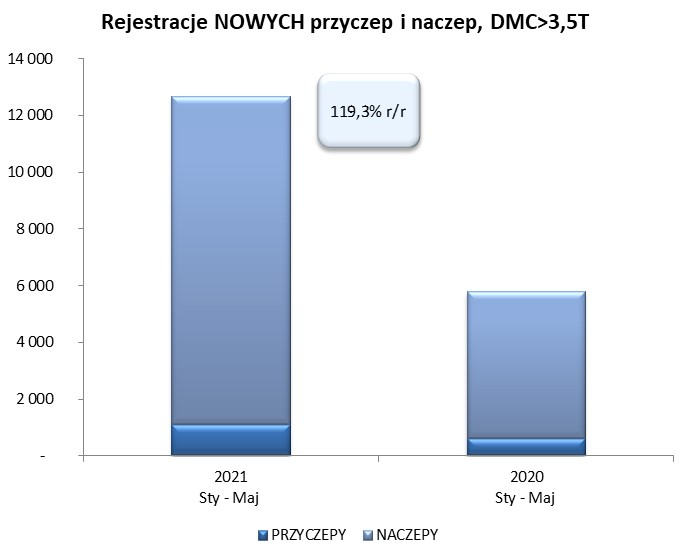 Rejestracje NOWYCH przyczep i naczep, DMC>3,5T
14 000
12 000
10 000
8 000
6 000
4 000
2 000
-
119,3% r/r
2021
Sty - Maj
2020
Sty - Maj
PRZYCZEPY NACZEPY